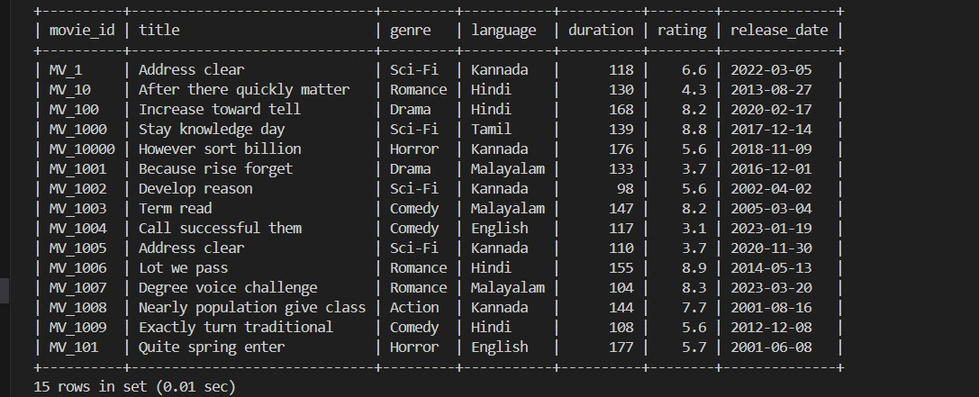 +----------+----------------------------+---------+-----------+----------+--------+--------------+
| movie_id | title                      | genre   | language  | duration | rating | release_date |
+----------+----------------------------+---------+-----------+----------+--------+--------------+
| MV_1     | Address clear              | Sci-Fi  | Kannada   |      118 |    6.6 | 2022-03-05   |
| MV_10    | After there quickly matter | Romance | Hindi     |      130 |    4.3 | 2013-08-27   |
| MV_100   | Increase toward tell       | Drama   | Hindi     |      168 |    8.2 | 2020-02-17   |
| MV_1000  | Stay knowledge day         | Sci-Fi  | Tamil     |      139 |    8.8 | 2017-12-14   |
| MV_10000 | However sort billion       | Horror  | Kannada   |      176 |    5.6 | 2018-11-09   |
| MV_1001  | Because rise forget        | Drama   | Malayalam |      133 |    3.7 | 2016-12-01   |
| MV_1002  | Develop reason             | Sci-Fi  | Kannada   |       98 |    5.6 | 2002-04-02   |
| MV_1003  | Term read                  | Comedy  | Malayalam |      147 |    8.2 | 2005-03-04   |
| MV_1004  | Call successful them       | Comedy  | English   |      117 |    3.1 | 2023-01-19   |
| MV_1005  | Address clear              | Sci-Fi  | Kannada   |      110 |    3.7 | 2020-11-30   |
| MV_1006  | Lot we pass                | Romance | Hindi     |      155 |    8.9 | 2014-05-13   |
| MV_1007  | Degree voice challenge     | Romance | Malayalam |      104 |    8.3 | 2023-03-20   |
| MV_1008  | Nearly population give class | Action  | Kannada   |      144 |    7.7 | 2001-08-16   |
| MV_1009  | Exactly turn traditional   | Comedy  | Hindi     |      108 |    5.6 | 2012-12-08   |
| MV_101   | Quite spring enter         | Horror  | English   |      177 |    5.7 | 2001-06-08   |
+----------+----------------------------+---------+-----------+----------+--------+--------------+
15 rows in set (0.01 sec)